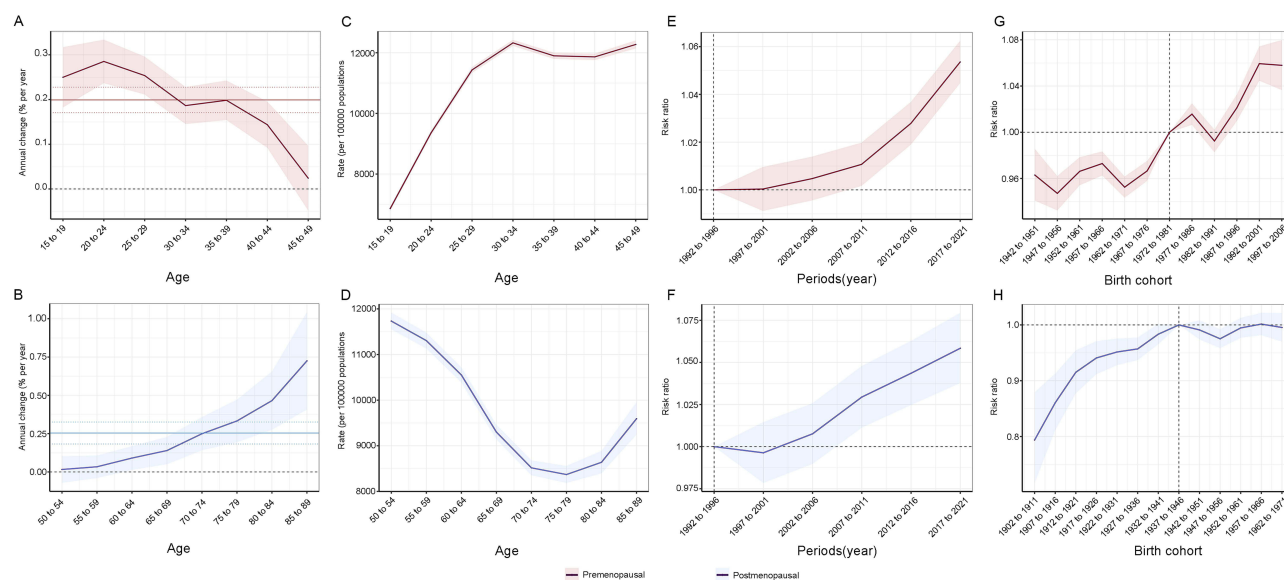 A
Annual change (% per year
0.3
0.2
0.1
0.0
15 to 19
20 to 24
25 to 29
30 to 34
35 to 39
40 to 44
45 to 49
Age
C
Rate (per 100000 populations)
12000
10000
8000
15 to 19
20 to 24
25 to 29
30 to 34
35 to 39
40 to 44
45 to 49
Age
E
Risk ratio
1.06
1.04
1.02
1.00
1992 to 1996
1997 to 2001
2002 to 2006
2007 to 2011
2012 to 2016
2017 to 2021
Periods(year)
G
Risk ratio
1.08
1.04
1.00
0.96
1942 to 1951
1947 to 1956
1952 to 1961
1957 to 1966
1962 to 1971
1967 to 1976
1972 to 1981
1977 to 1986
1982 to 1991
1987 to 1996
1992 to 2001
1997 to 2006
Birth cohort
B
Annual change (% per year
1.00
0.75
0.50
0.25
0.00
50 to 54
55 to 59
60 to 64
65 to 69
70 to 74
75 to 79
80 to 84
85 to 89
Age
D
Rate (per 100000 populations)
12000
11000
10000
9000
8000
50 to 54
55 to 59
60 to 64
65 to 69
70 to 74
75 to 79
80 to 84
85 to 89
Age
F
Risk ratio
1.075
1.050
1.025
1.000
0.975
1992 to 1996
1997 to 2001
2002 to 2006
2007 to 2011
2012 to 2016
2017 to 2021
Periods(year)
H
Risk ratio
1.0
0.9
0.8
1902 to 1911
1907 to 1916
1912 to 1921
1917 to 1926
1922 to 1931
1927 to 1936
1932 to 1941
1937 to 1946
1942 to 1951
1947 to 1956
1952 to 1961
1957 to 1966
1962 to 1971
Birth cohort
Premenopausal
Postmenopausal